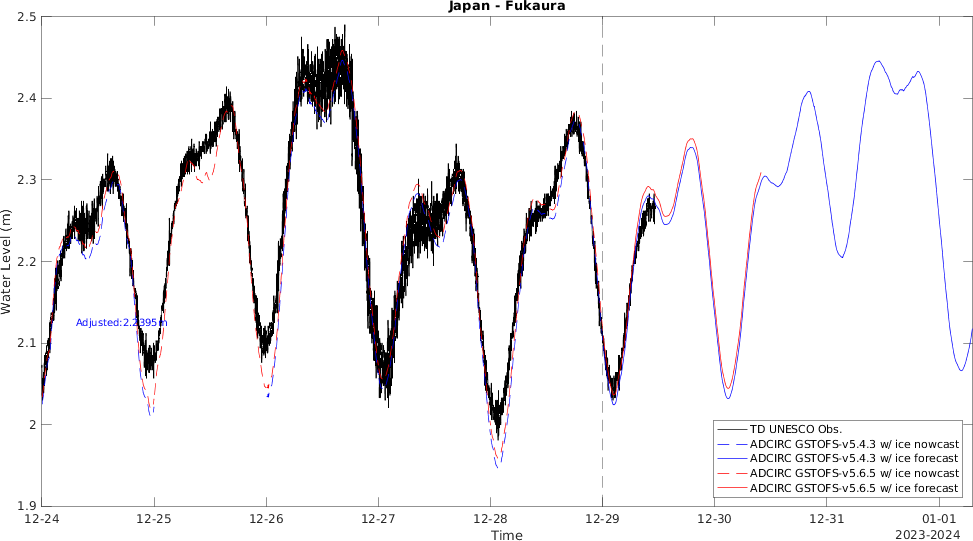 Japan - Fukaura
2.5
2.4
2.3
2.2
2.1
2
1.9
Water Level (m)
Adjusted:2.2395m
TD UNESCO Obs.
ADCIRC GSTOFS-v5.4.3 w/ ice nowcast
ADCIRC GSTOFS-v5.4.3 w/ ice forecast
ADCIRC GSTOFS-v5.6.5 w/ ice nowcast
ADCIRC GSTOFS-v5.6.5 w/ ice forecast
12-24 12-25 12-26 12-27 12-28 12-29 12-30 12-31 01-01
Time
2023-2024